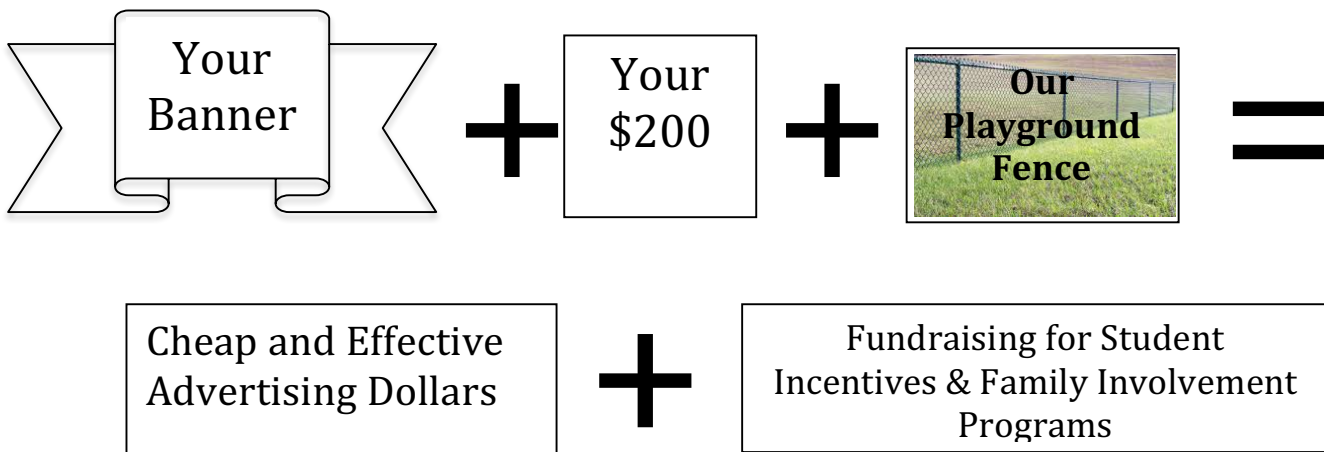 Your
Banner
+
Your
$200
+
Our
Playground
Fence
=
Cheap and Effective
Advertising Dollars
+
Fundraising for Student
Incentives & Family Involvement
Programs